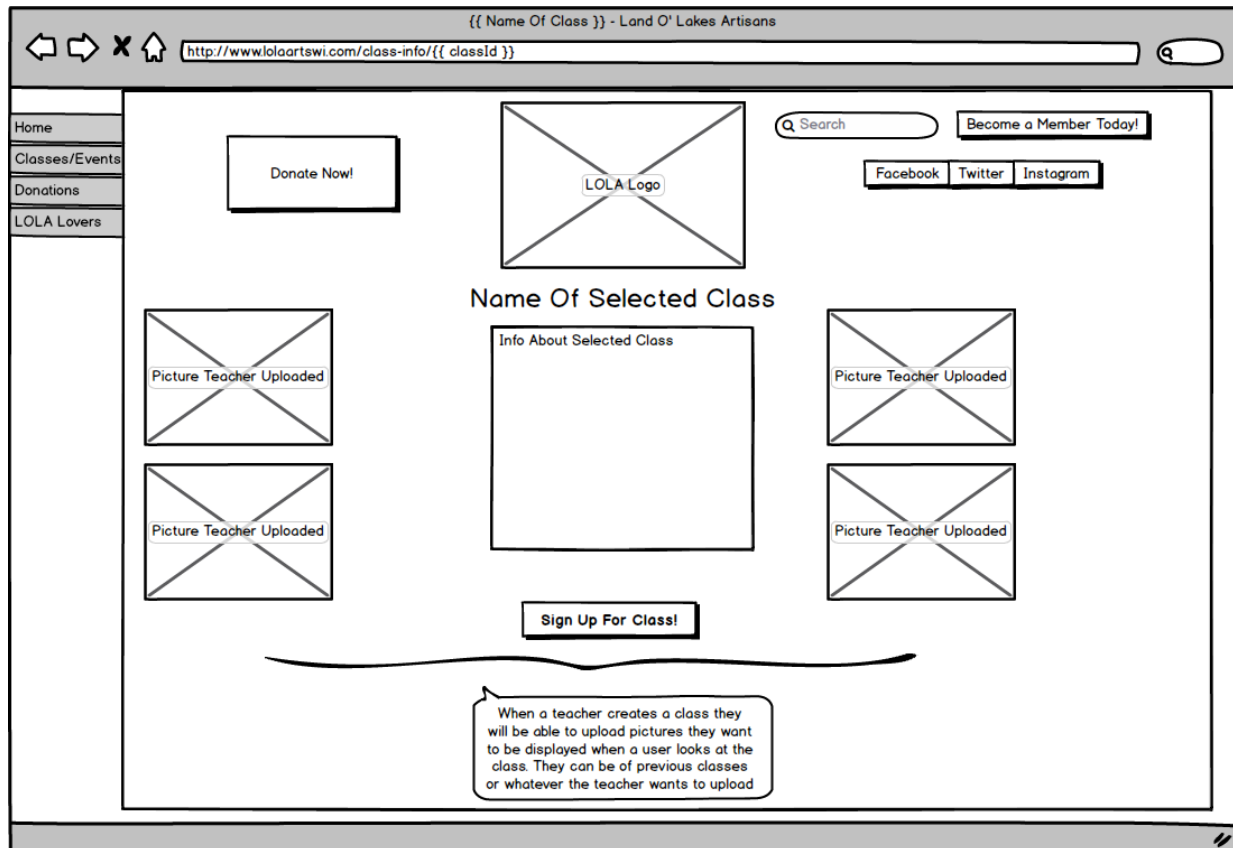 {{ Name Of Class }} - Land O' Lakes Artisans
http://www.lolaartswi.com/class-info/{{ classId }}
Home
Classes/Events
Donations
LOLA Lovers
Donate Now!
LOLA Logo
Search
Become a Member Today!
Facebook Twitter Instagram
Name Of Selected Class
Picture Teacher Uploaded
Info About Selected Class
Picture Teacher Uploaded
Picture Teacher Uploaded
Picture Teacher Uploaded
Sign Up For Class!
When a teacher creates a class they
will be able to upload pictures they want
to be displayed when a user looks at the
class. They can be of previous classes
or whatever the teacher wants to upload